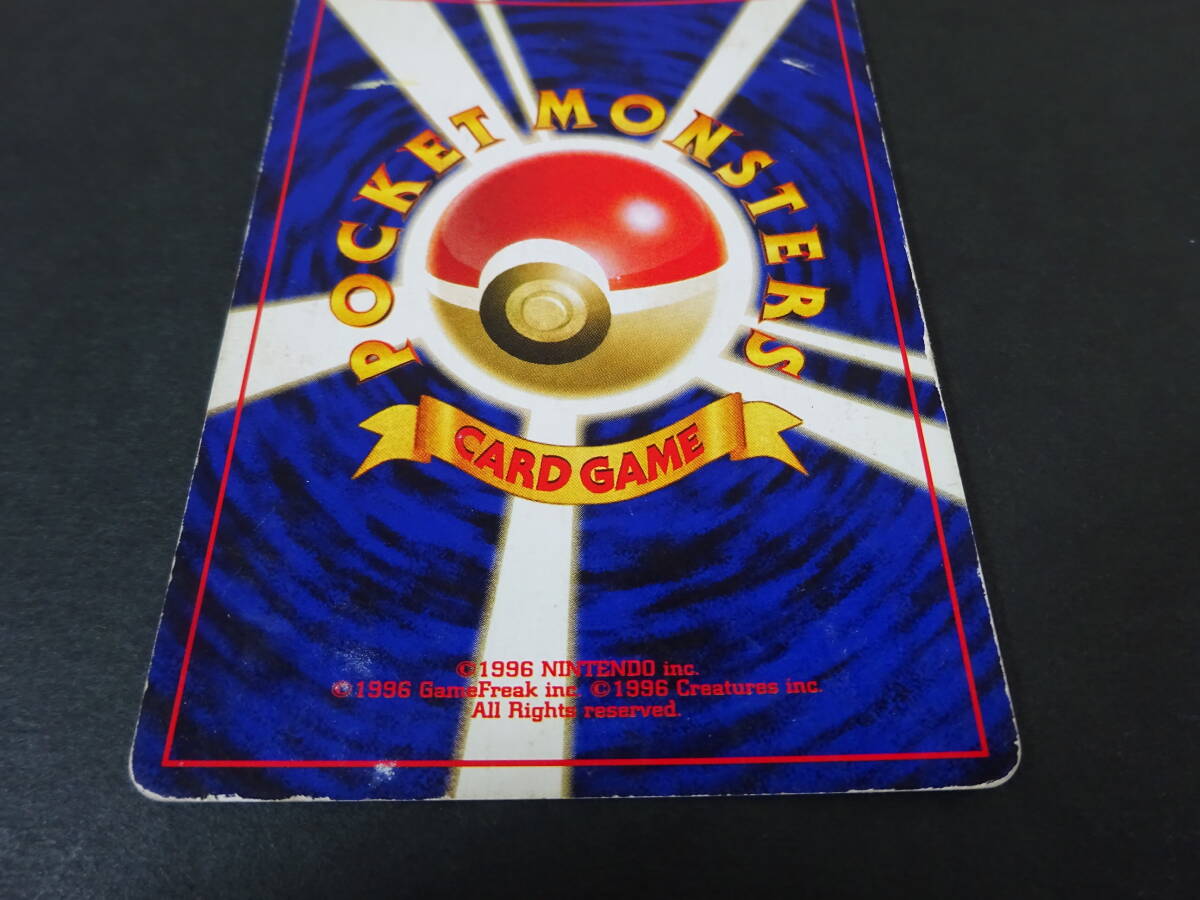 POCKET MONSTERS
CARD GAME
©1996 NINTENDO inc.
©1996 GameFreak inc. ©1996 Creatures inc.
All Rights reserved.